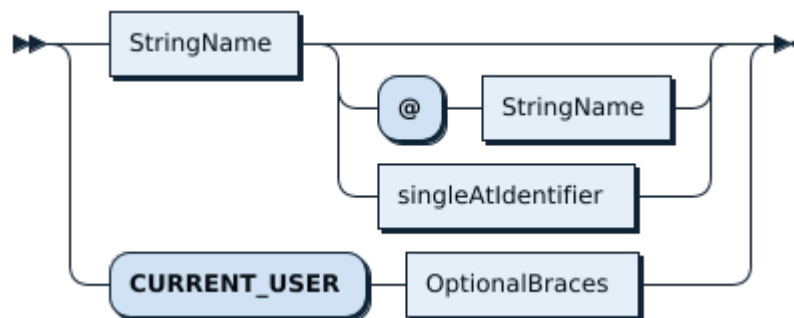 StringName
@ StringName
singleAtIdentifier
CURRENT_USER OptionalBraces